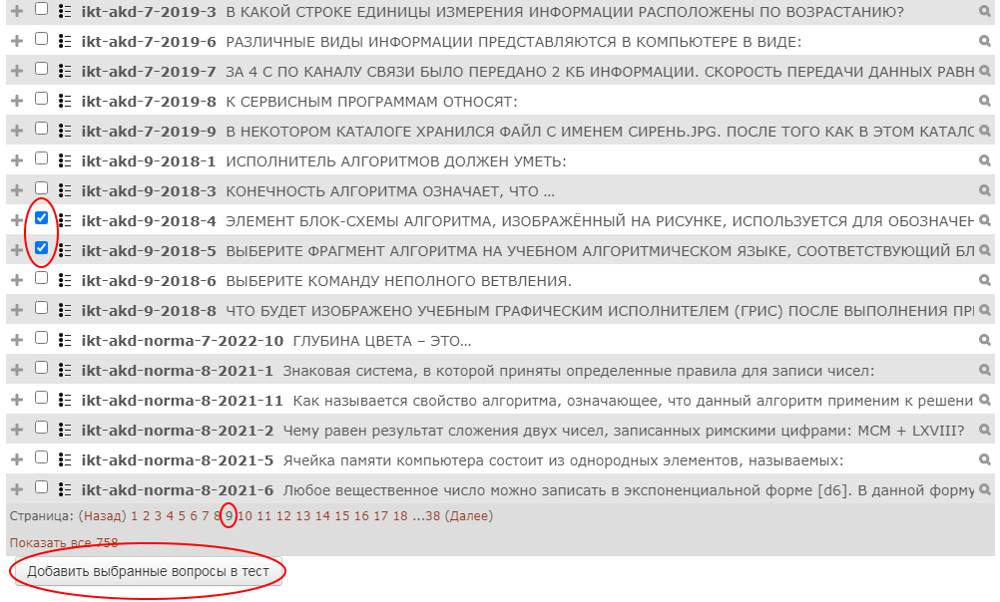 ikt-akd-7-2019-3 В КАКОЙ СТРОКЕ ЕДИНИЦЫ ИЗМЕРЕНИЯ ИНФОРМАЦИИ РАСПОЛОЖЕНЫ ПО ВОЗРАСТАНИЮ?
ikt-akd-7-2019-6 РАЗЛИЧНЫЕ ВИДЫ ИНФОРМАЦИИ ПРЕДСТАВЛЯЮТСЯ В КОМПЬЮТЕРЕ В ВИДЕ:
ikt-akd-7-2019-7 ЗА 4 С ПО КАНАЛУ СВЯЗИ БЫЛО ПЕРЕДАНО 2 КБ ИНФОРМАЦИИ. СКОРОСТЬ ПЕРЕДАЧИ ДАННЫХ РАВН
ikt-akd-7-2019-8 К СЕРВИСНЫМ ПРОГРАММАМ ОТНОСЯТ:
ikt-akd-7-2019-9 В НЕКОТОРОМ КАТАЛОГЕ ХРАНИЛСЯ ФАЙЛ С ИМЕНЕМ СИРЕНЬ.JPG. ПОСЛЕ ТОГО КАК В ЭТОМ КАТАЛО
ikt-akd-9-2018-1 ИСПОЛНИТЕЛЬ АЛГОРИТМОВ ДОЛЖЕН УМЕТЬ:
ikt-akd-9-2018-3 КОНЕЧНОСТЬ АЛГОРИТМА ОЗНАЧАЕТ, ЧТО …
ikt-akd-9-2018-4 ЭЛЕМЕНТ БЛОК-СХЕМЫ АЛГОРИТМА, ИЗОБРАЖЁННЫЙ НА РИСУНКЕ, ИСПОЛЬЗУЕТСЯ ДЛЯ ОБОЗНАЧЕН
ikt-akd-9-2018-5 ВЫБЕРИТЕ ФРАГМЕНТ АЛГОРИТМА НА УЧЕБНОМ АЛГОРИТМИЧЕСКОМ ЯЗЫКЕ, СООТВЕТСТВУЮЩИЙ БЛ
ikt-akd-9-2018-6 ВЫБЕРИТЕ КОМАНДУ НЕПОЛНОГО ВЕТВЛЕНИЯ.
ikt-akd-9-2018-8 ЧТО БУДЕТ ИЗОБРАЖЕНО УЧЕБНЫМ ГРАФИЧЕСКИМ ИСПОЛНИТЕЛЕМ (ГРИС) ПОСЛЕ ВЫПОЛНЕНИЯ ПРІ
ikt-akd-norma-7-2022-10 ГЛУБИНА ЦВЕТА – ЭТО…
ikt-akd-norma-8-2021-1 Знаковая система, в которой приняты определенные правила для записи чисел:
ikt-akd-norma-8-2021-11 Как называется свойство алгоритма, означающее, что данный алгоритм применим к решени
ikt-akd-norma-8-2021-2 Чему равен результат сложения двух чисел, записанных римскими цифрами: MCM + LXVIII?
ikt-akd-norma-8-2021-5 Ячейка памяти компьютера состоит из однородных элементов, называемых:
ikt-akd-norma-8-2021-6 Любое вещественное число можно записать в экспоненциальной форме [d6]. В данной форму
Страница: (Назад) 1 2 3 4 5 6 7 8 9 10 11 12 13 14 15 16 17 18 ...38 (Далее)
Показать все 758
Добавить выбранные вопросы в тест